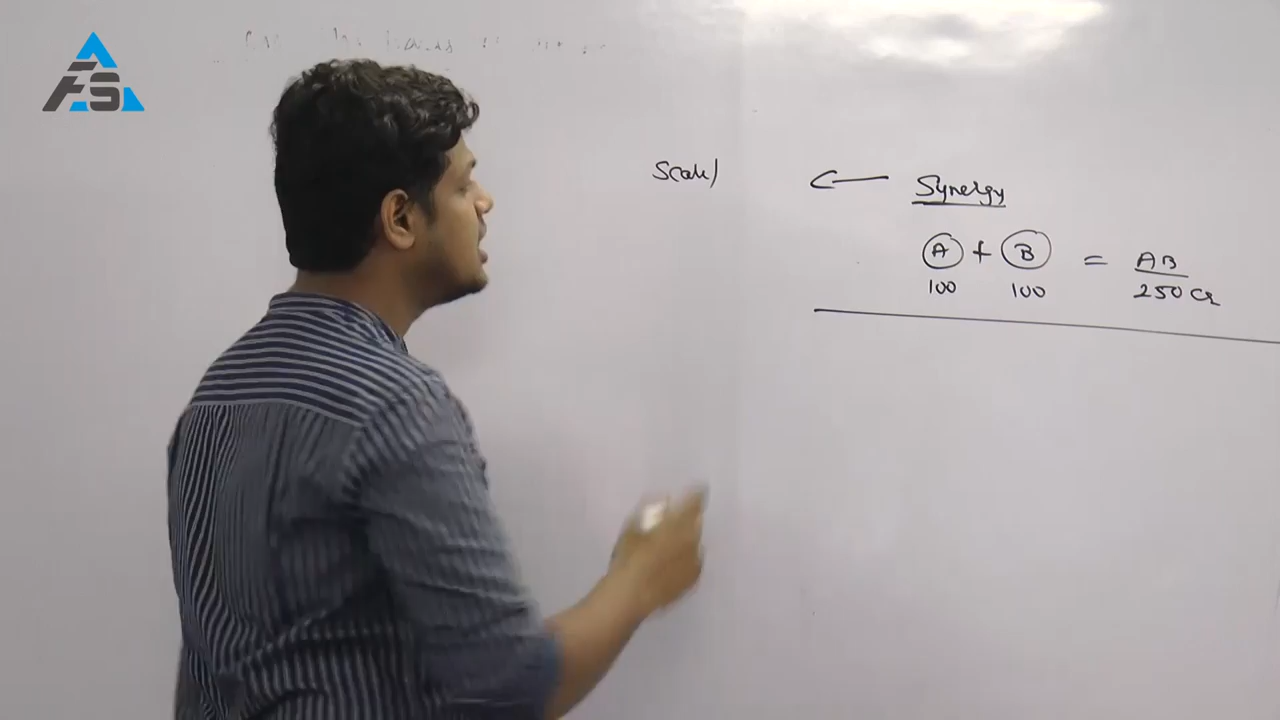 FS
Scale/ ← Synergy
A + B = AB
100 100 250 Cr